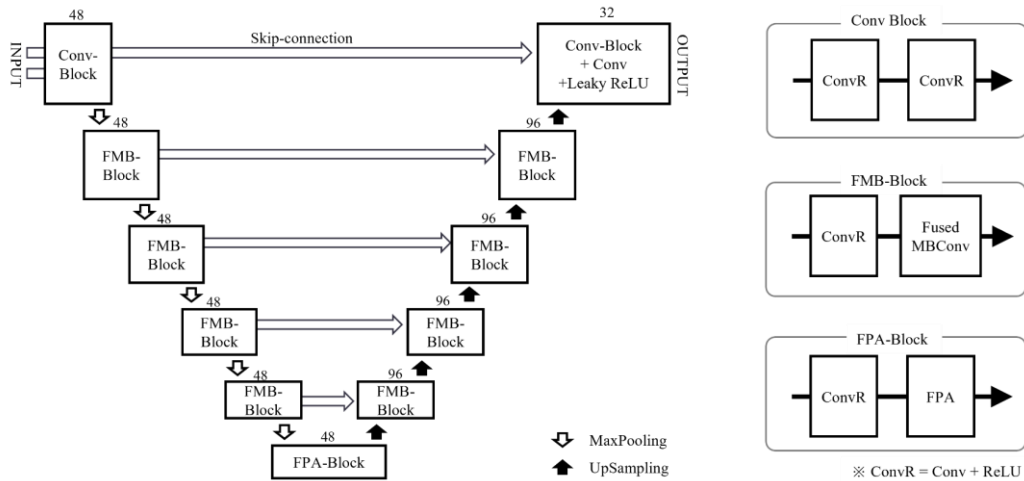 48
INPUT
Conv-
Block
Skip-connection
32
Conv-Block
+ Conv
+Leaky ReLU
OUTPUT
48
FMB-
Block
96
FMB-
Block
48
FMB-
Block
96
FMB-
Block
48
FMB-
Block
96
FMB-
Block
48
FMB-
Block
96
FMB-
Block
48
FPA-Block
MaxPooling
UpSampling
Conv Block
ConvR
ConvR
FMB-Block
ConvR
Fused
MBConv
FPA-Block
ConvR
FPA
※ ConvR = Conv + ReLU